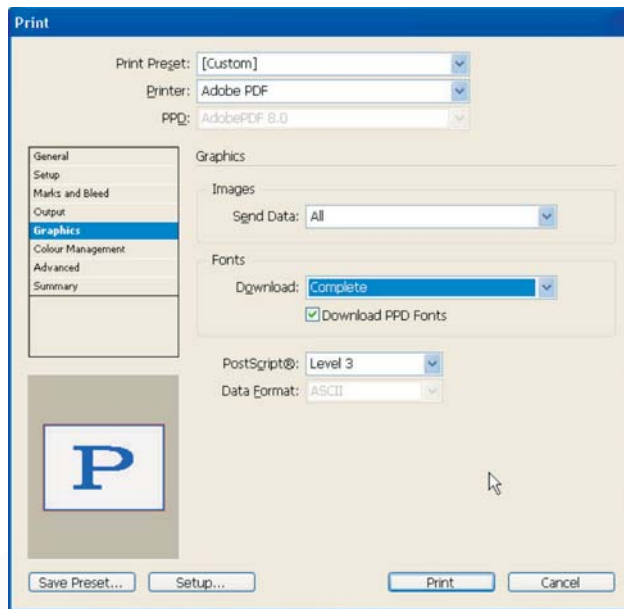 Print
Print Preset: [Custom]
Printer: Adobe PDF
PPD: AdobePDF 8.0
General
Setup
Marks and Bleed
Output
Graphics
Colour Management
Advanced
Summary
Graphics
Images
Send Data: All
Fonts
Download: Complete
Download PPD Fonts
PostScript®: Level 3
Data Format: ASCII
P
Save Preset...
Setup...
Print
Cancel